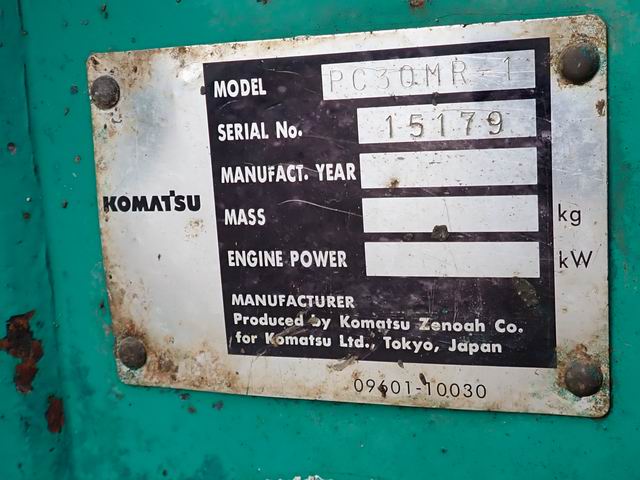 MODEL PC30MR-1
SERIAL No. 15179
MANUFACT. YEAR
KOMATSU
MASS kg
ENGINE POWER kW
MANUFACTURER
Produced by Komatsu Zenoah Co.
for Komatsu Ltd., Tokyo, Japan
09601-10030